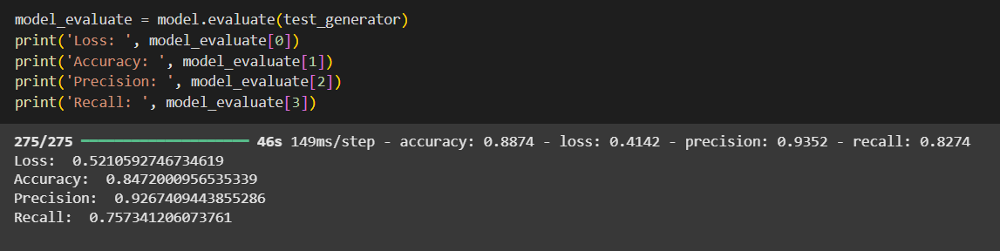 model_evaluate = model.evaluate(test_generator)
print('Loss: ', model_evaluate[0])
print('Accuracy: ', model_evaluate[1])
print('Precision: ', model_evaluate[2])
print('Recall: ', model_evaluate[3])
275/275 ━━━━━━━━━━━━━━━━━━━━ 46s 149ms/step - accuracy: 0.8874 - loss: 0.4142 - precision: 0.9352 - recall: 0.8274
Loss:  0.5210592746734619
Accuracy:  0.8472000956535339
Precision:  0.9267409443855286
Recall:  0.757341206073761